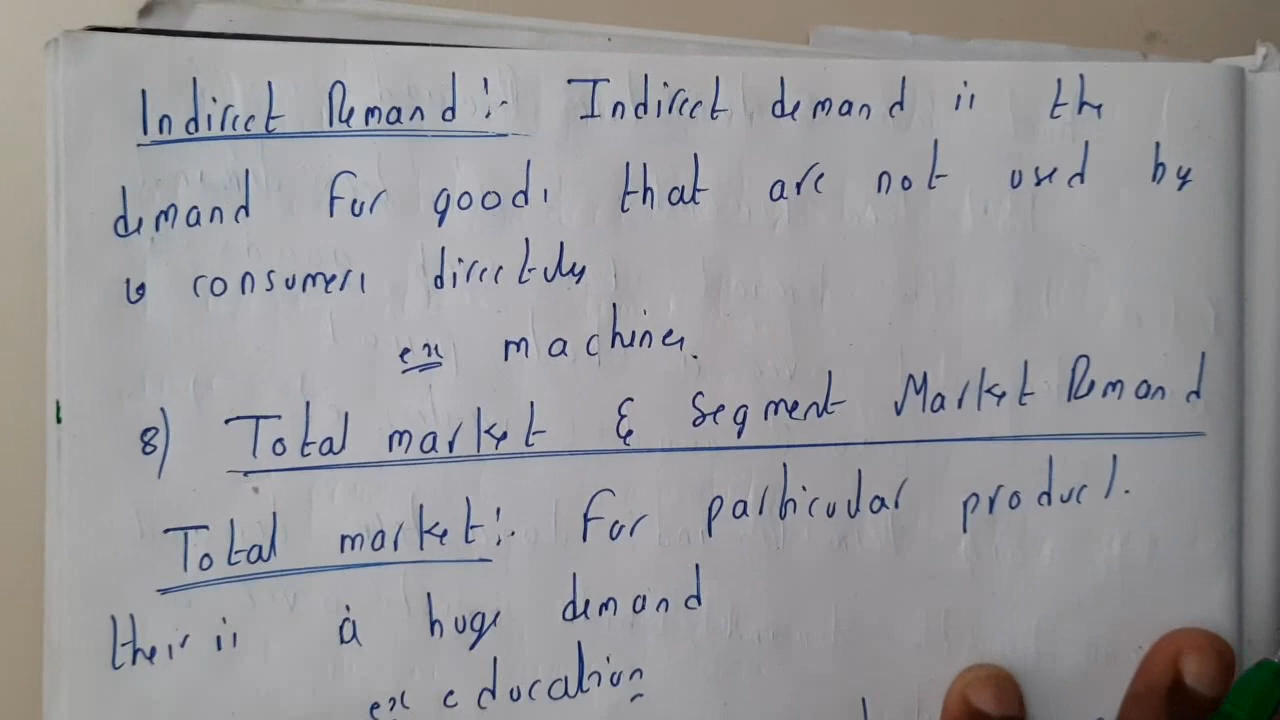 Indirect Demand :- Indirect demand is the
demand for goods that are not used by
consumers directly
ex machines.
8) Total market & Segment Market Demand
Total market :- For particular product.
their is a huge demand
ex education